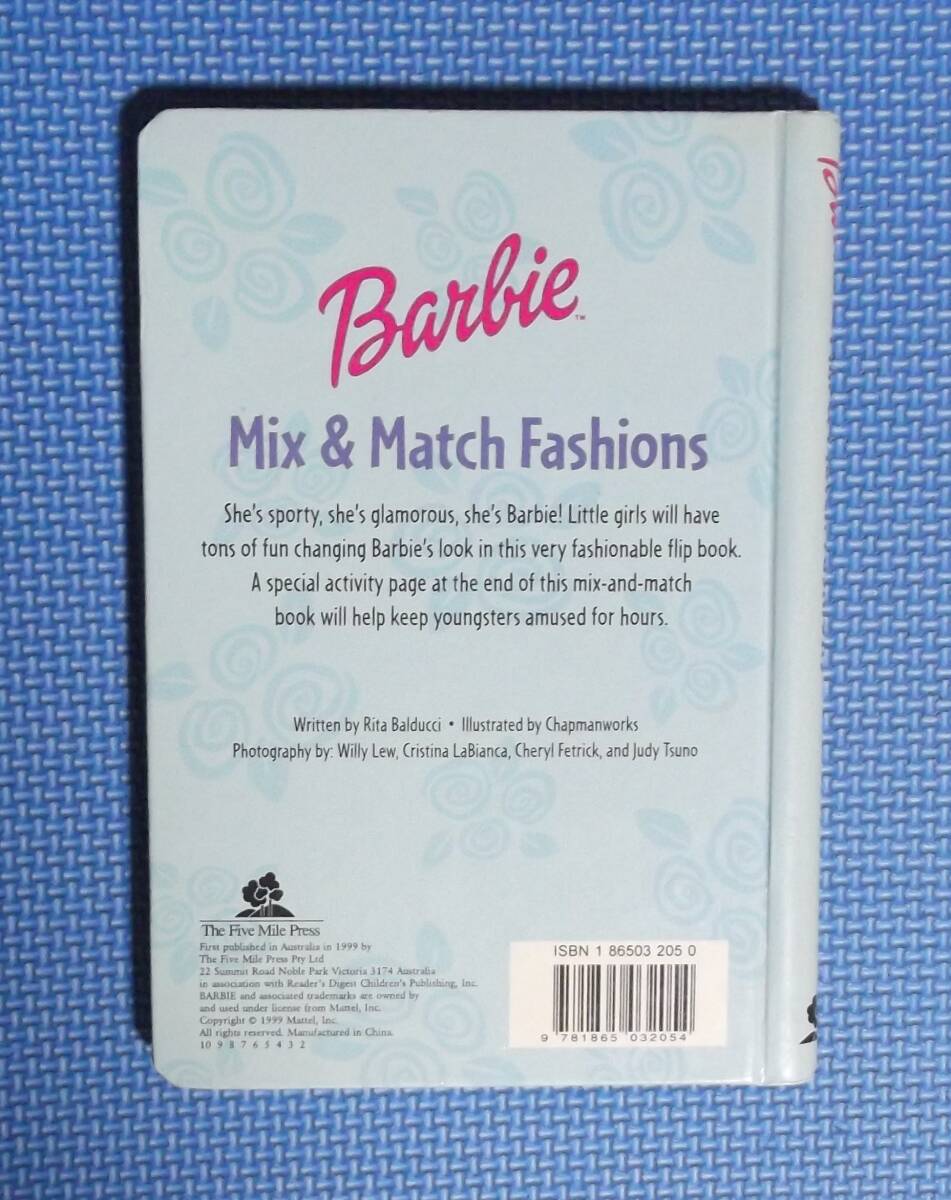 Barbie™
Mix & Match Fashions
She's sporty, she's glamorous, she's Barbie! Little girls will have
tons of fun changing Barbie's look in this very fashionable flip book.
A special activity page at the end of this mix-and-match
book will help keep youngsters amused for hours.
Written by Rita Balducci • Illustrated by Chapmanworks
Photography by: Willy Lew, Cristina LaBianca, Cheryl Fetrick, and Judy Tsuno
The Five Mile Press
First published in Australia in 1999 by
The Five Mile Press Pty Ltd
22 Summit Road Noble Park Victoria 3174 Australia
in association with Reader's Digest Children's Publishing, Inc.
BARBIE and associated trademarks are owned by
and used under license from Mattel, Inc.
Copyright © 1999 Mattel, Inc.
All rights reserved. Manufactured in China.
10 9 8 7 6 5 4 3 2
ISBN 1 86503 205 0
9 781865 032054